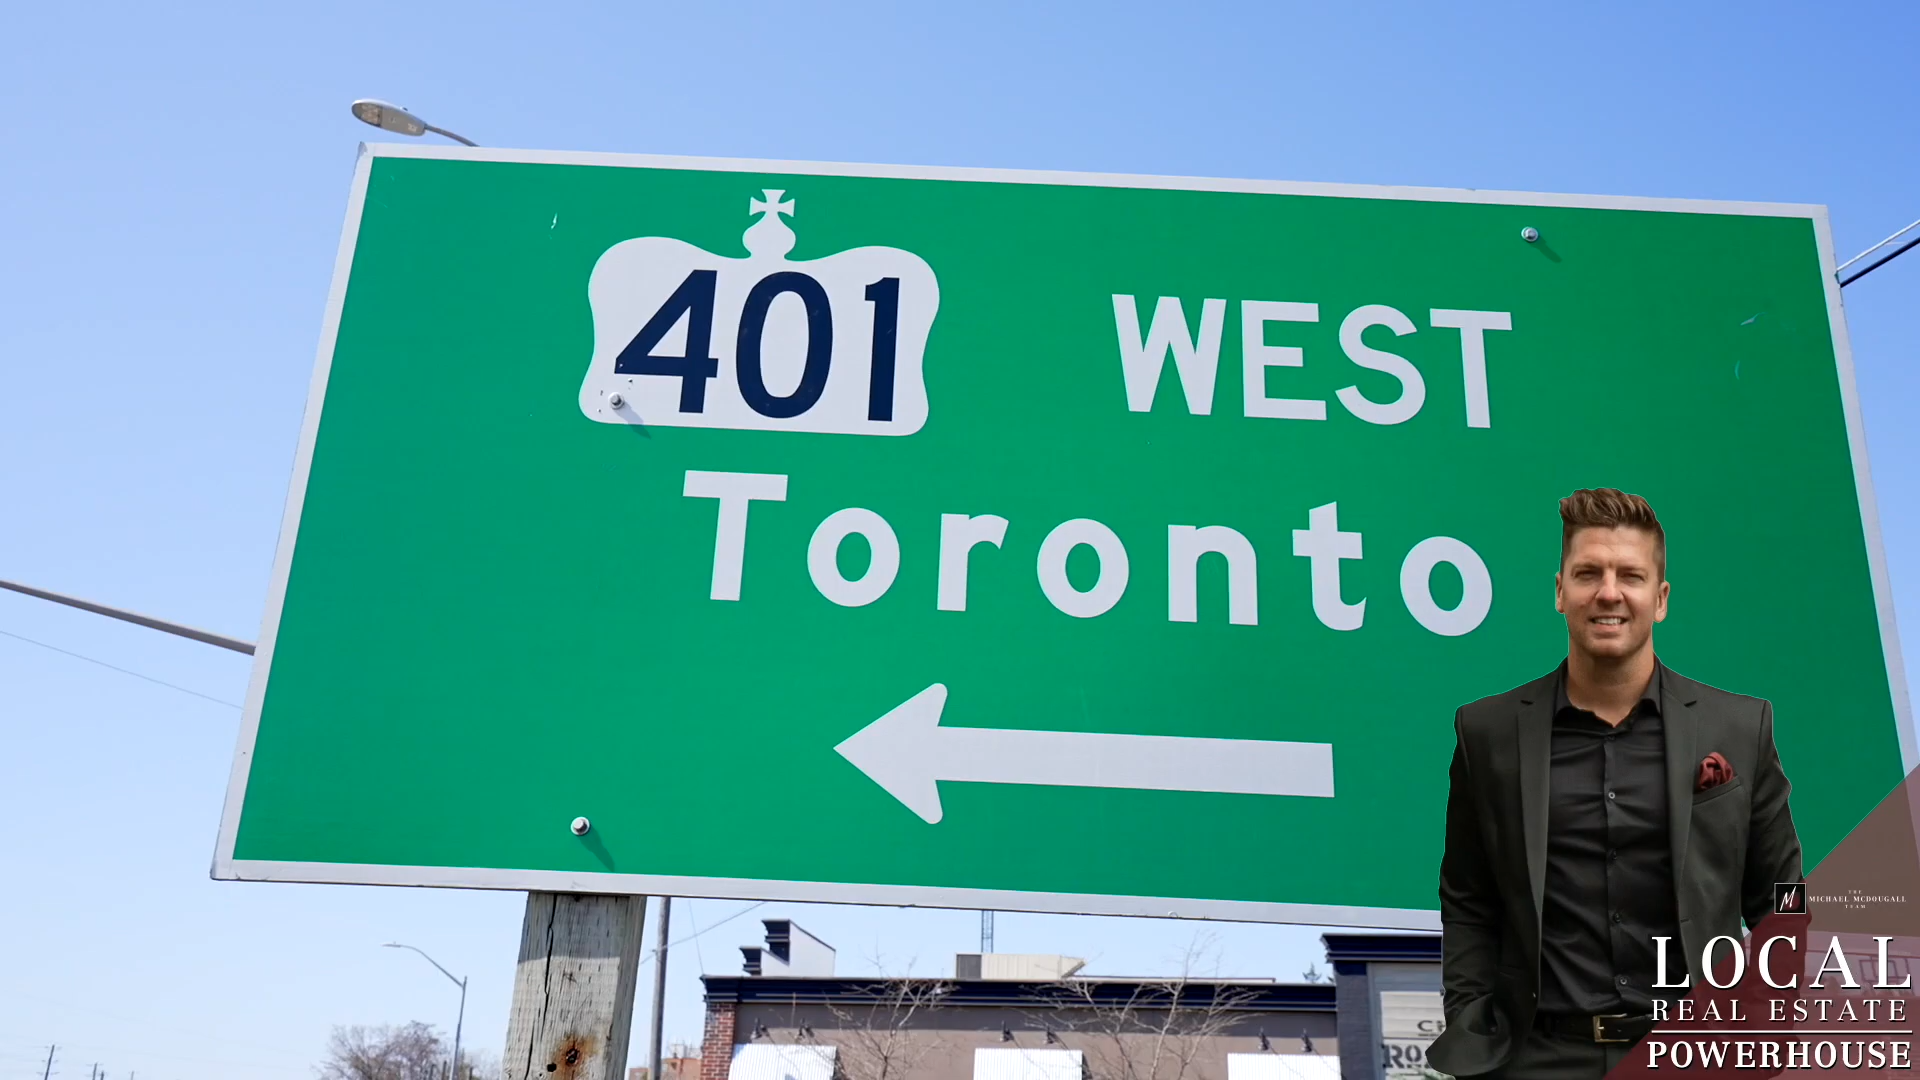 401 WEST
Toronto
THE
MICHAEL MCDOUGALL
TEAM
LOCAL
REAL ESTATE
POWERHOUSE